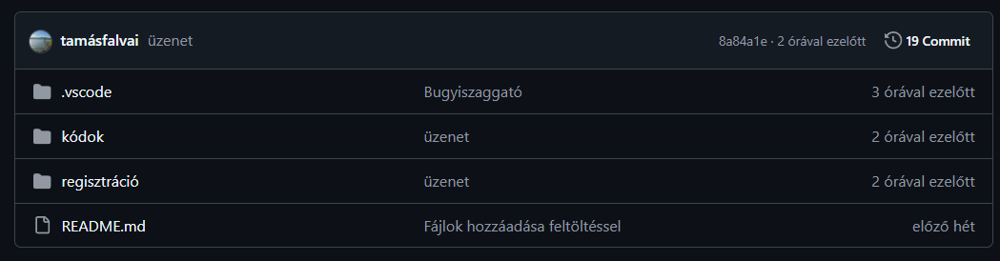 tamásfalvai üzenet 8a84a1e · 2 órával ezelőtt 19 Commit
.vscode Bugyiszaggató 3 órával ezelőtt
kódok üzenet 2 órával ezelőtt
regisztráció üzenet 2 órával ezelőtt
README.md Fájlok hozzáadása feltöltéssel előző hét